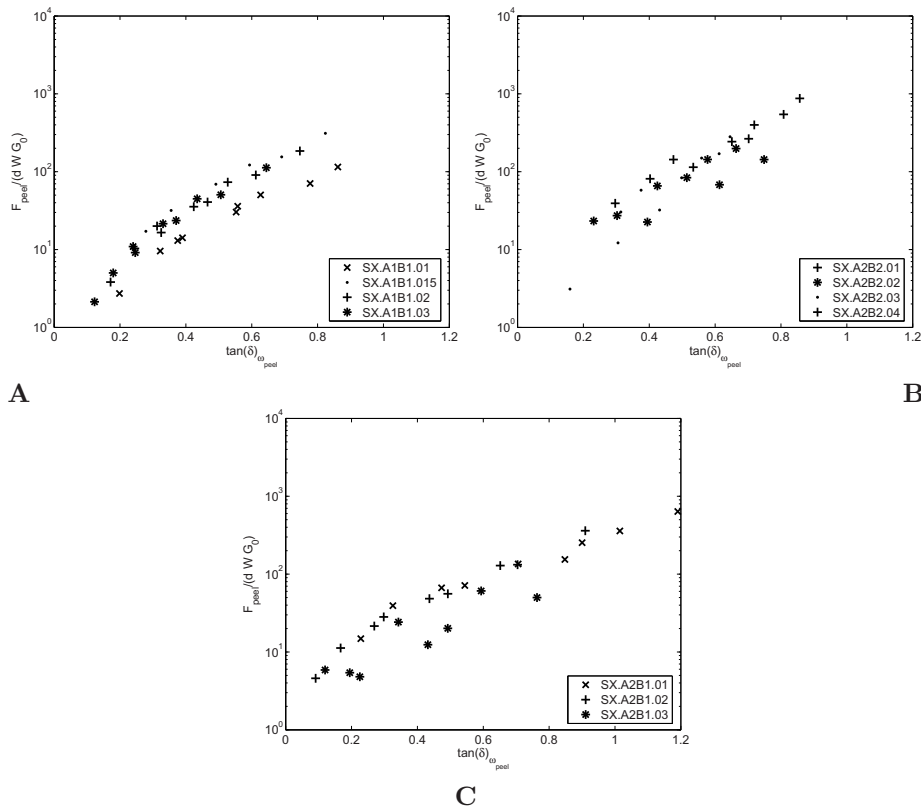 10^4
10^3
10^2
10^1
10^0
F_peel/(d W G_0)
0 0.2 0.4 0.6 0.8 1 1.2
tan(δ)_ω_peel
SX.A1B1.01
SX.A1B1.015
SX.A1B1.02
SX.A1B1.03
A
10^4
10^3
10^2
10^1
10^0
F_peel/(d W G_0)
0 0.2 0.4 0.6 0.8 1 1.2
tan(δ)_ω_peel
SX.A2B2.01
SX.A2B2.02
SX.A2B2.03
SX.A2B2.04
B
10^4
10^3
10^2
10^1
10^0
F_peel/(d W G_0)
0 0.2 0.4 0.6 0.8 1 1.2
tan(δ)_ω_peel
SX.A2B1.01
SX.A2B1.02
SX.A2B1.03
C